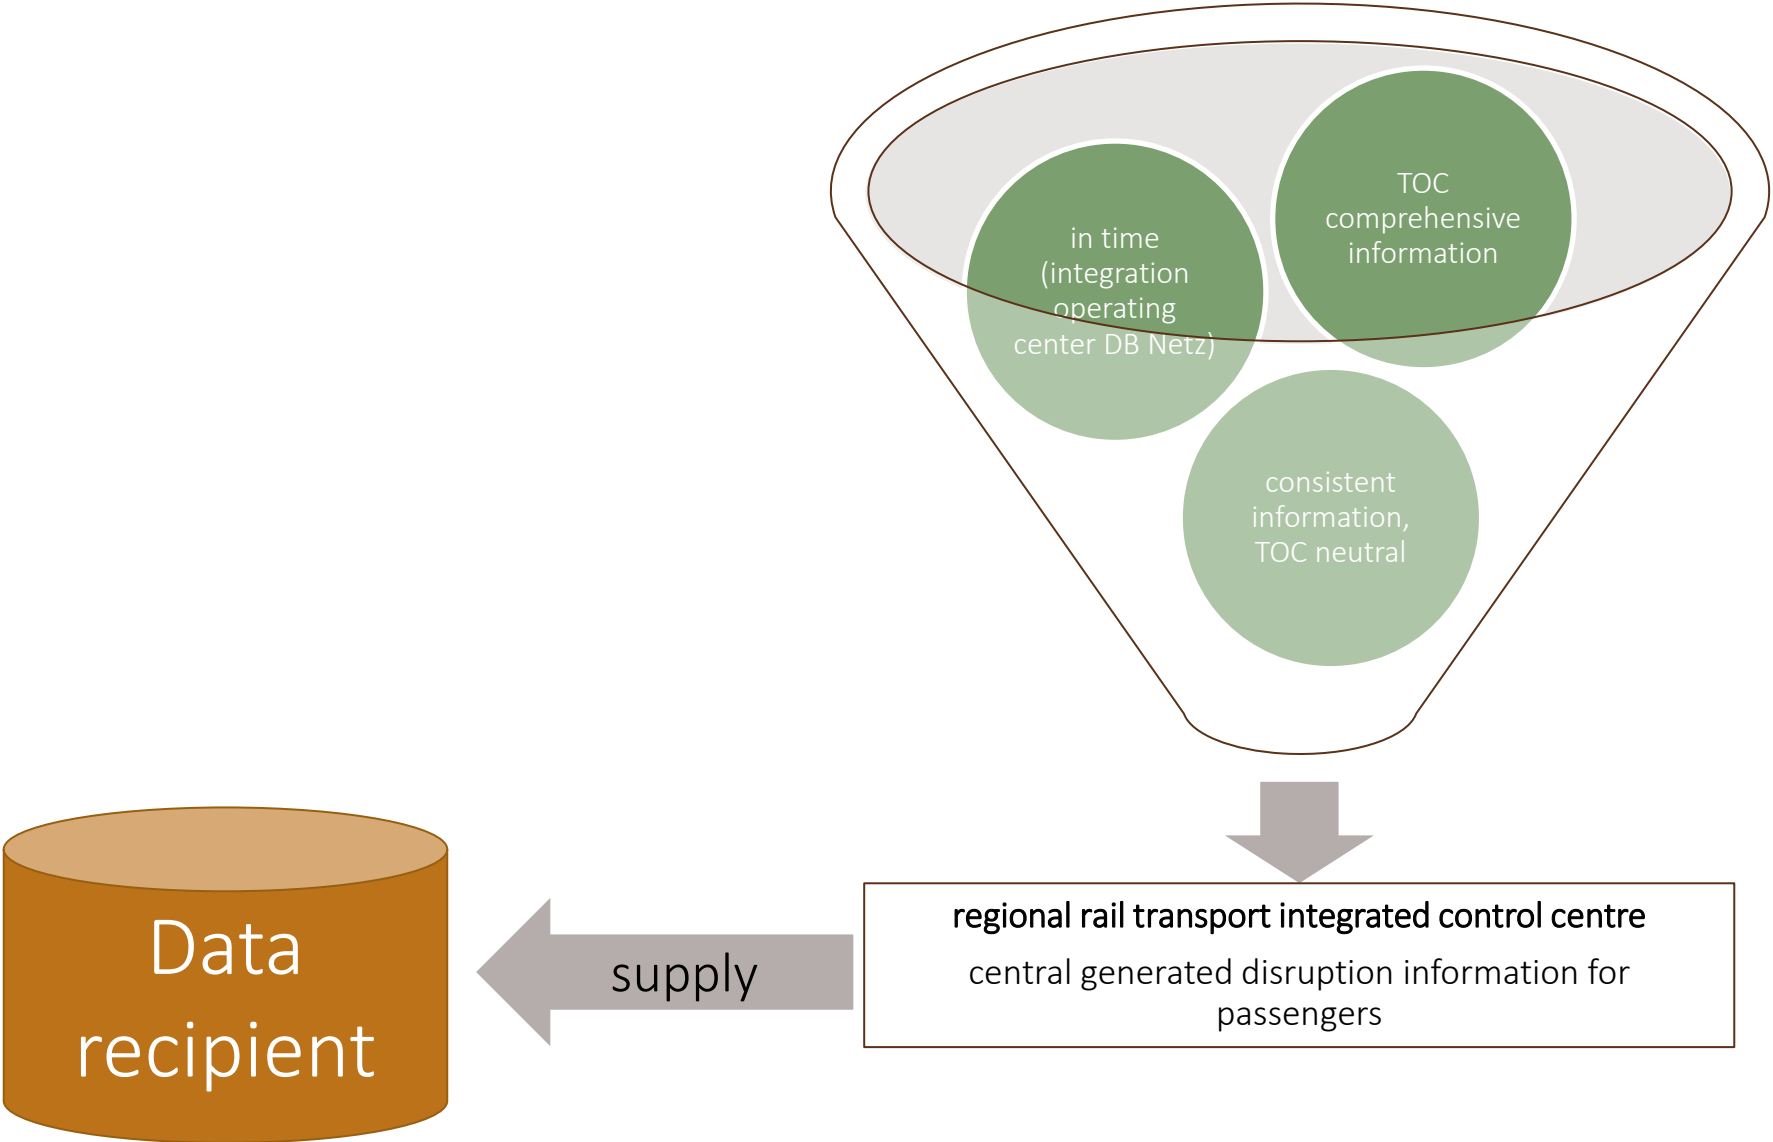 TOC
comprehensive
information
in time
(integration
operating
center DB Netz)
consistent
information,
TOC neutral
regional rail transport integrated control centre
central generated disruption information for
passengers
supply
Data
recipient